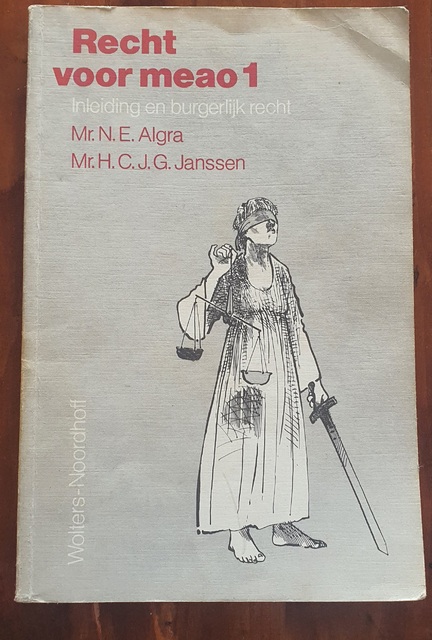 Recht
voor meao 1
Inleiding en burgerlijk recht
Mr. N. E. Algra
Mr. H. C. J. G. Janssen
Wolters-Noordhoff